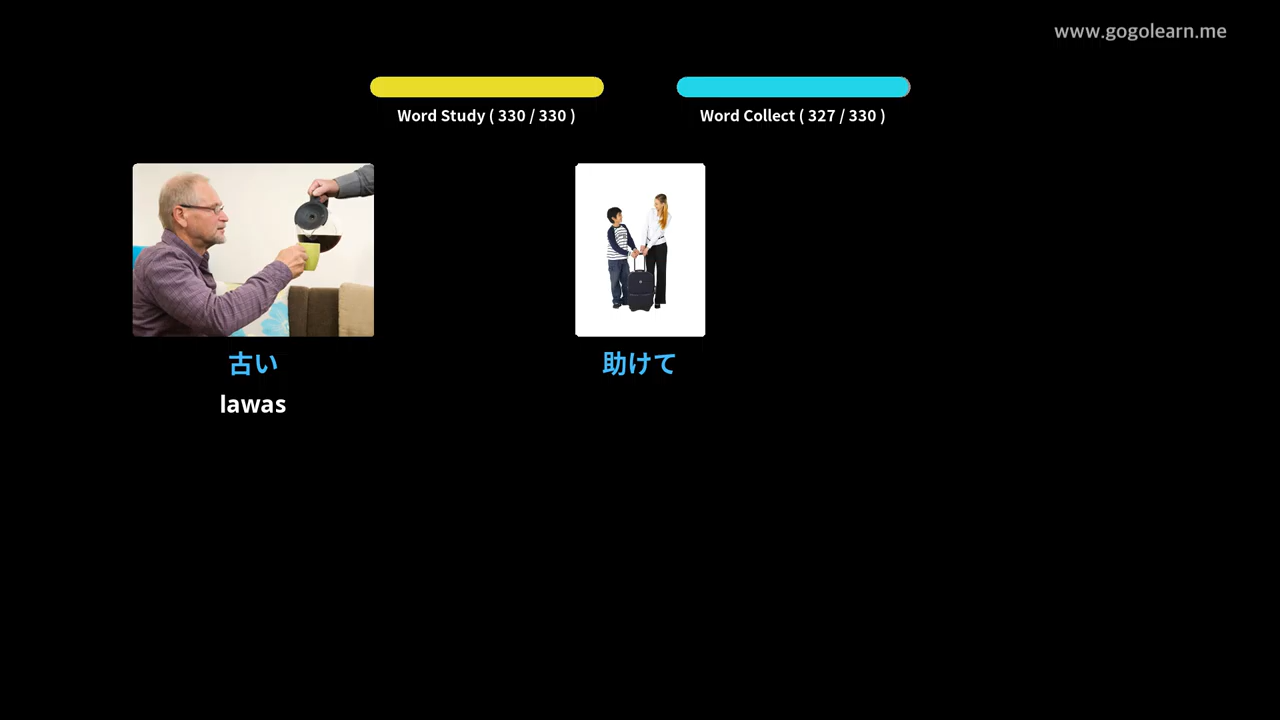 www.gogolearn.me
Word Study ( 330 / 330 )
Word Collect ( 327 / 330 )
古い
助けて
lawas